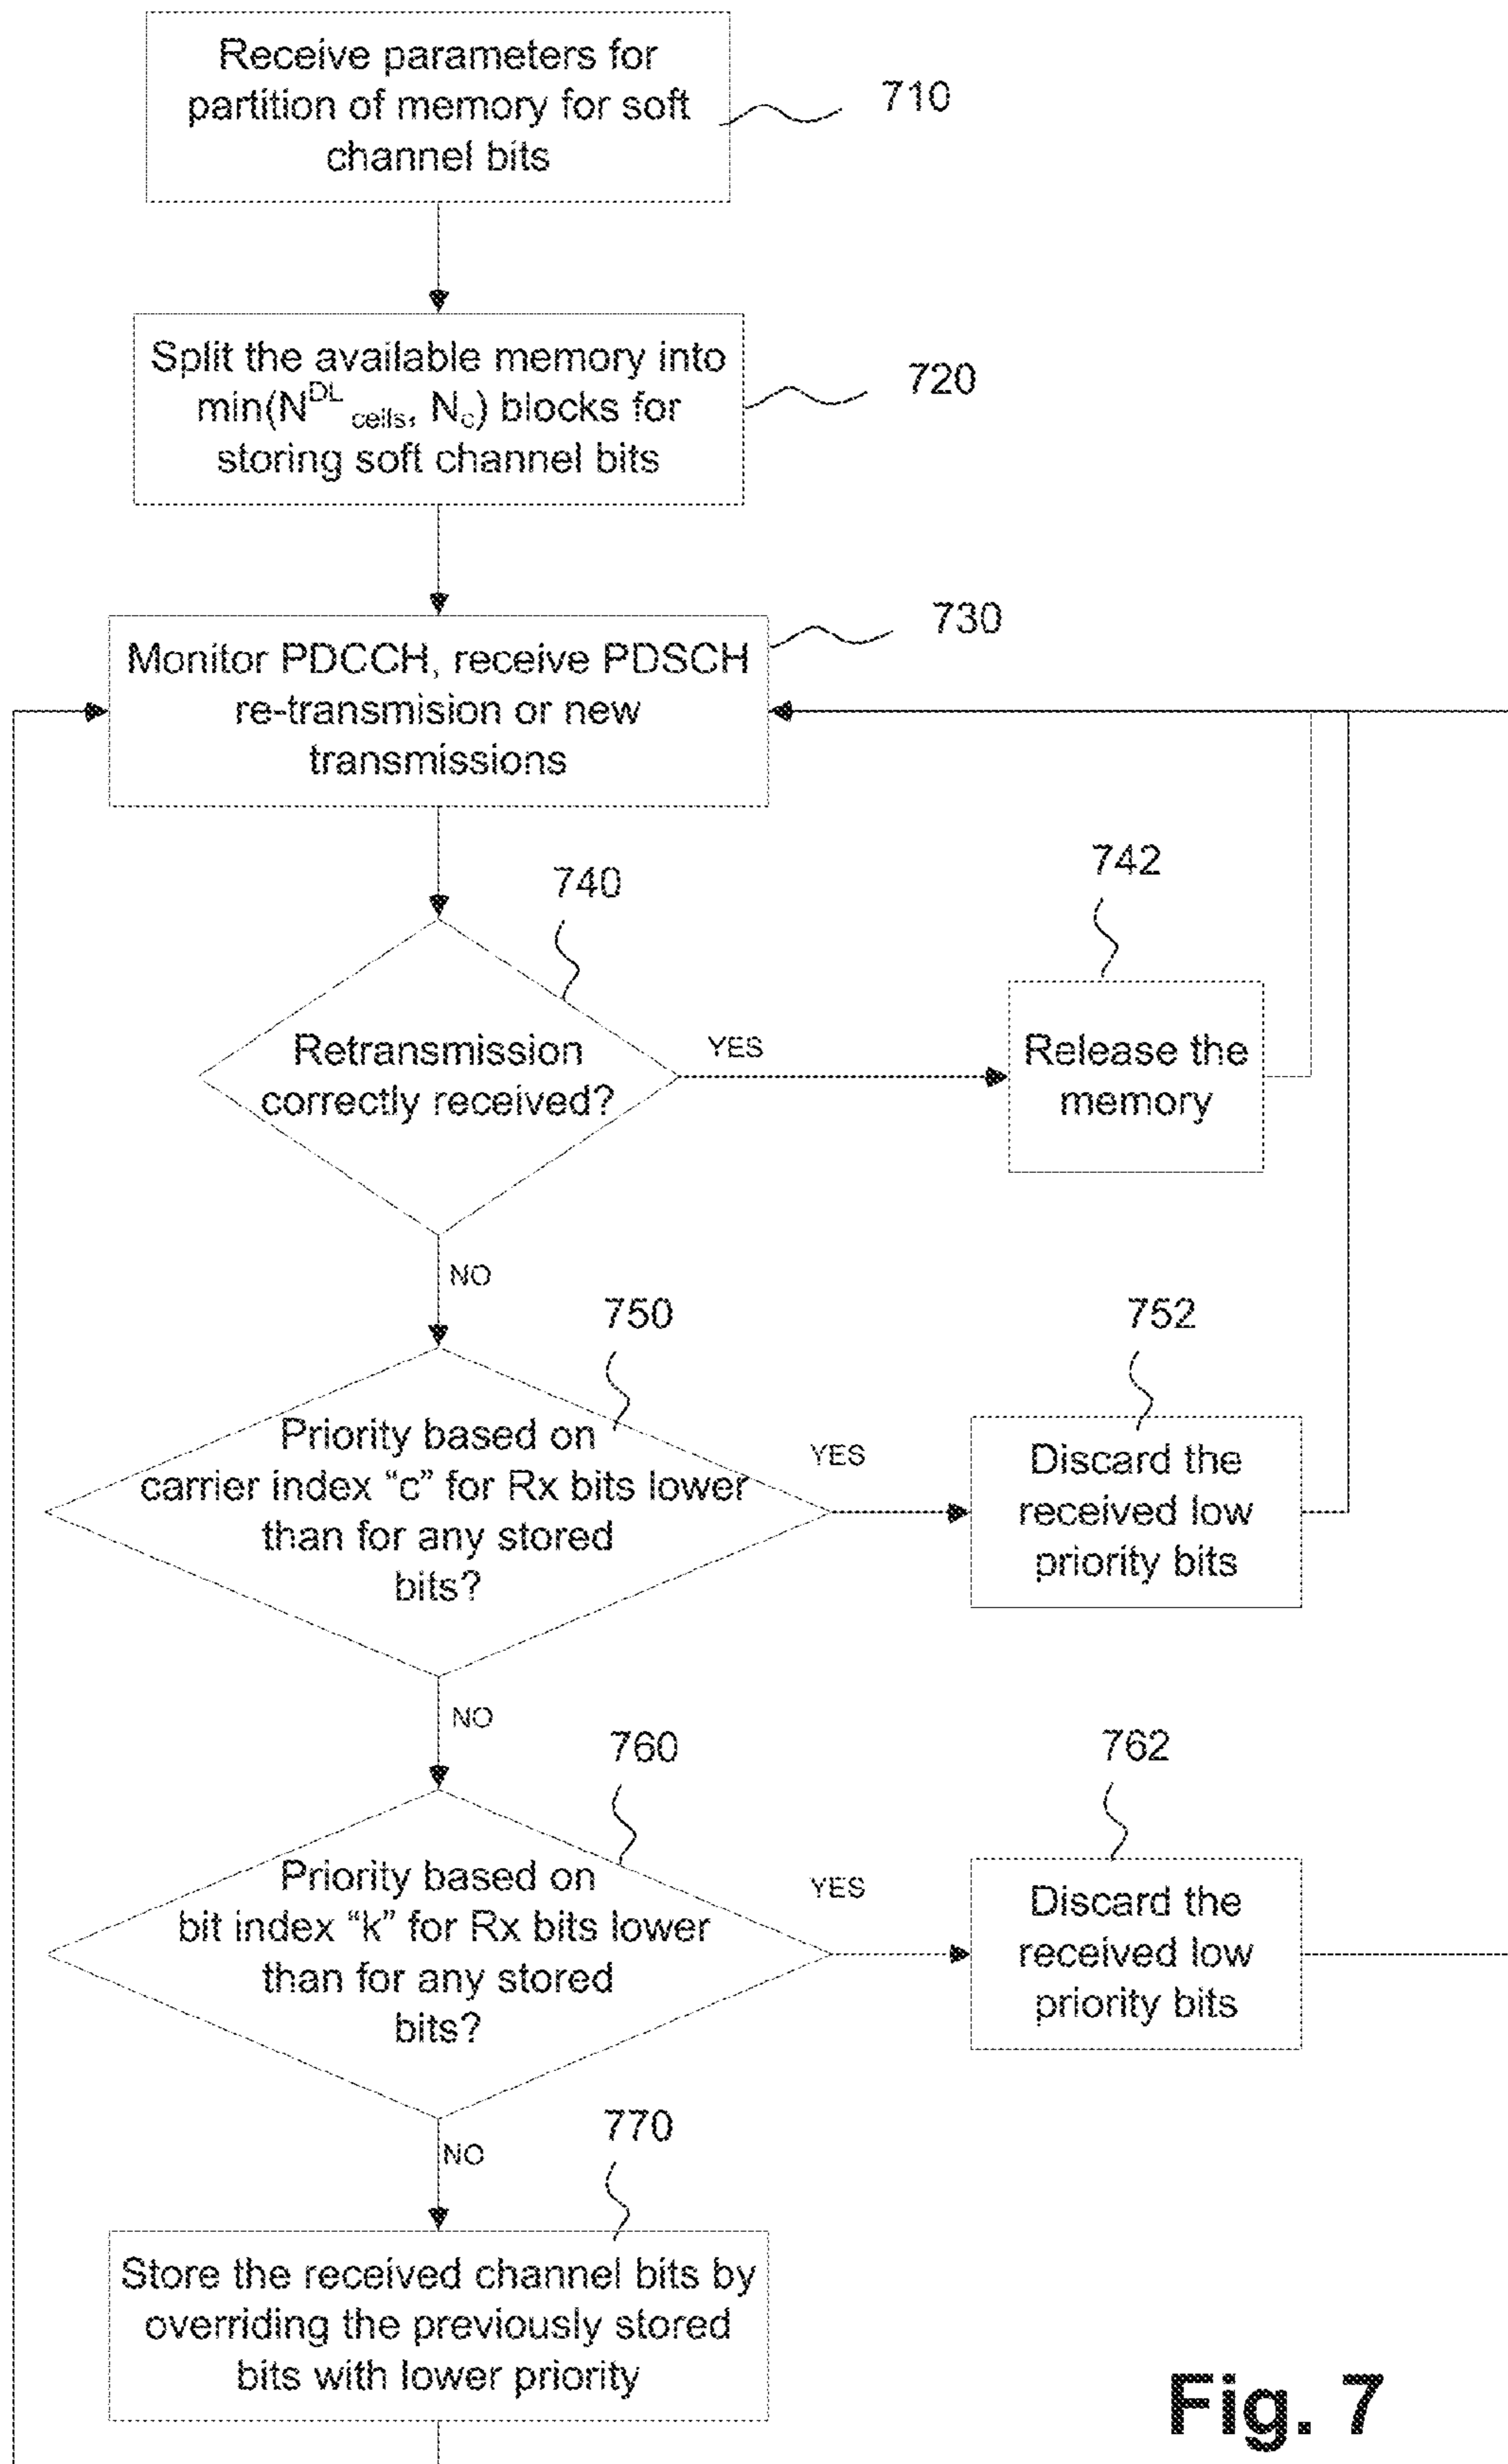 Receive parameters for
partition of memory for soft
channel bits
710
Split the available memory into
min(N^DL_cells, N_c) blocks for
storing soft channel bits
720
Monitor PDCCH, receive PDSCH
re-transmision or new
transmissions
730
740
Retransmission
correctly received?
YES
742
Release the
memory
NO
750
Priority based on
carrier index “c” for Rx bits lower
than for any stored
bits?
YES
752
Discard the
received low
priority bits
NO
760
Priority based on
bit index “k” for Rx bits lower
than for any stored
bits?
YES
762
Discard the
received low
priority bits
NO
770
Store the received channel bits by
overriding the previously stored
bits with lower priority
Fig. 7